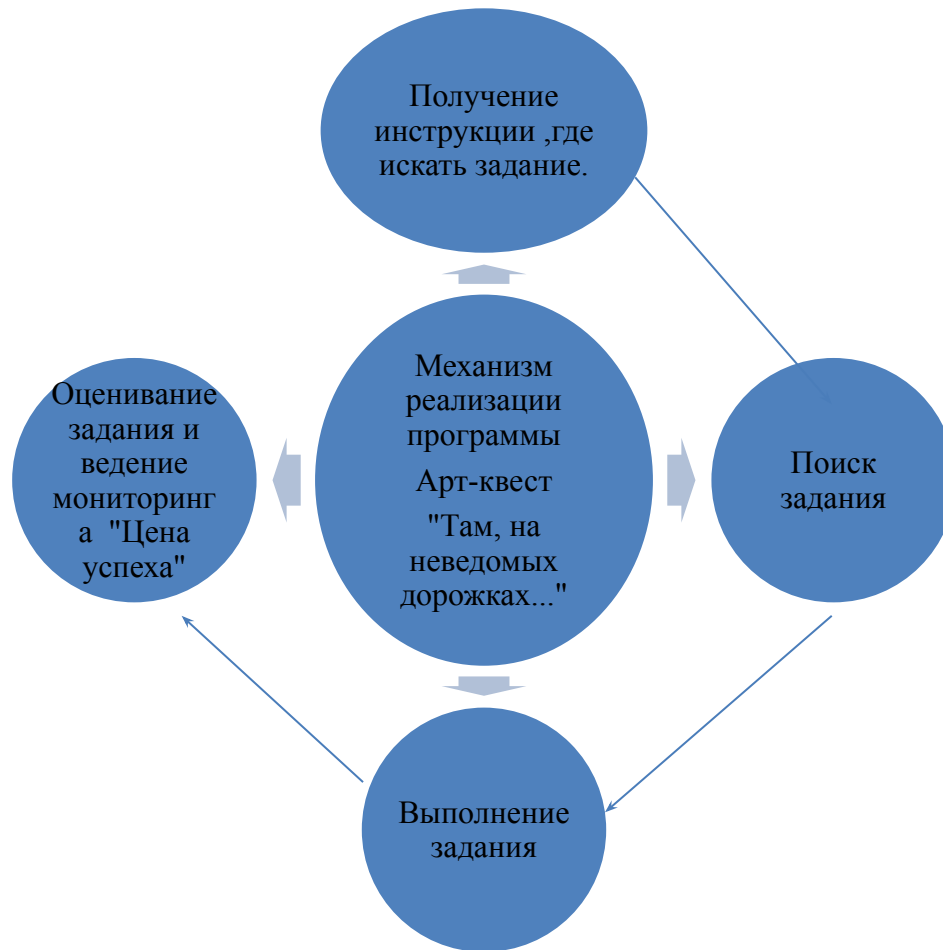 Получение
инструкции ,где
искать задание.
Механизм
реализации
программы
Арт-квест
"Там, на
неведомых
дорожках..."
Оценивание
задания и
ведение
мониторинг
а "Цена
успеха"
Поиск
задания
Выполнение
задания